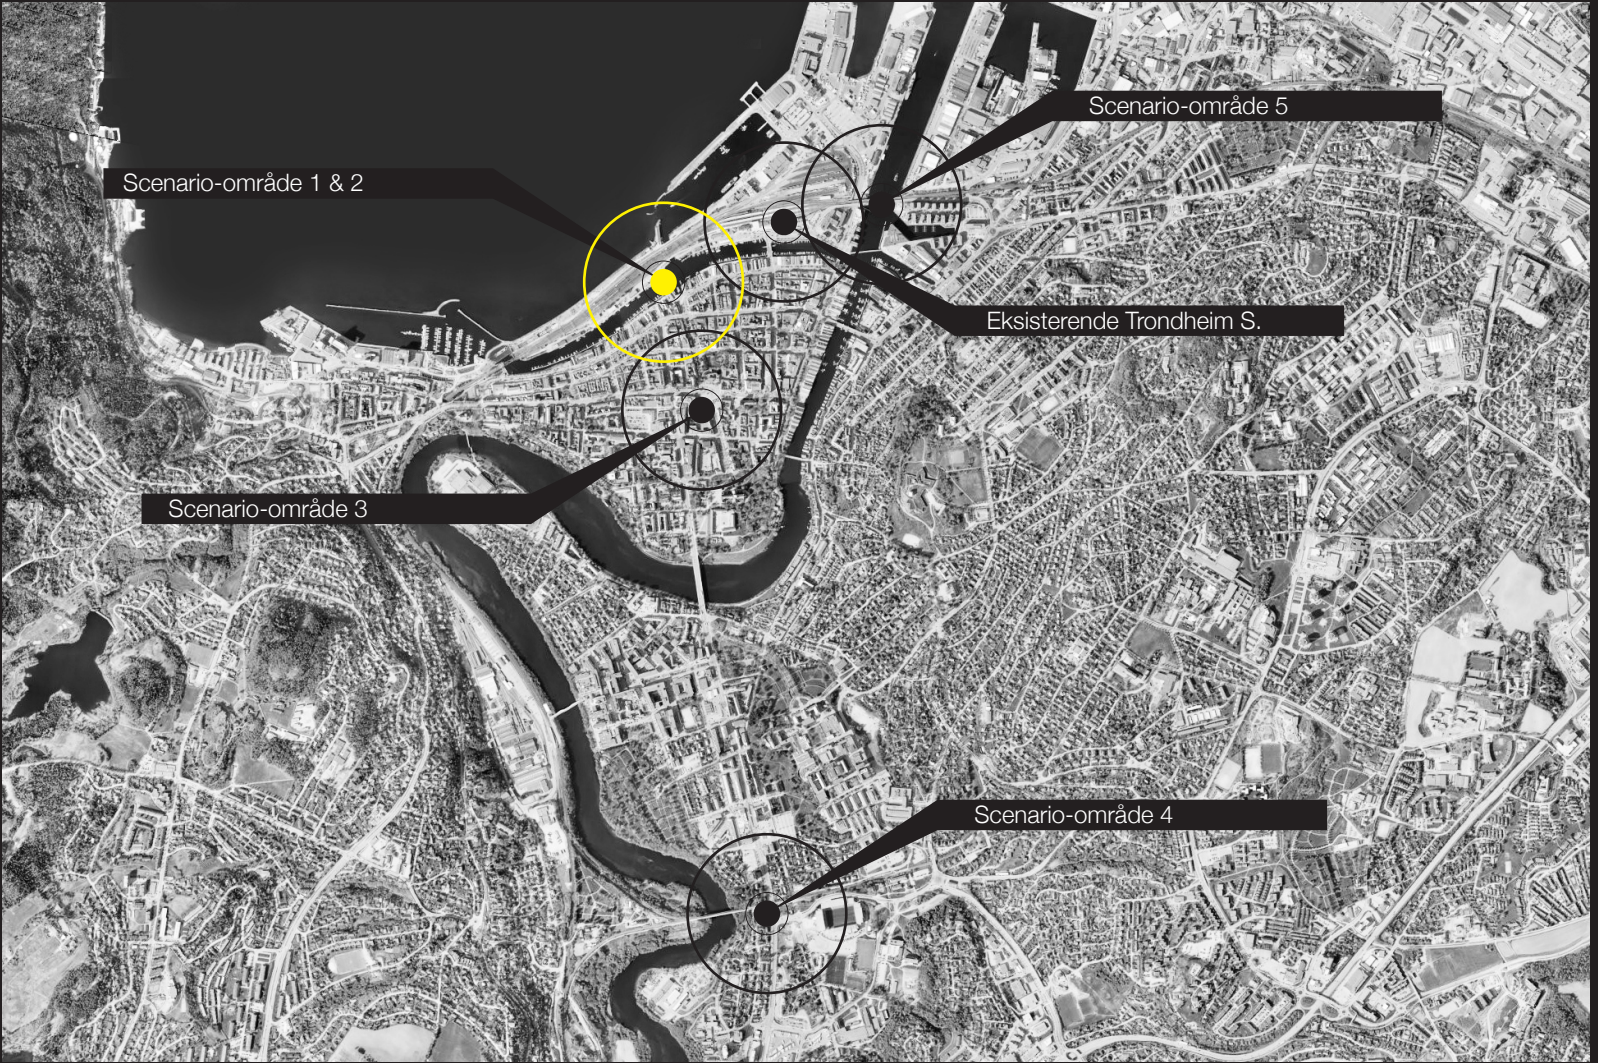 Scenario-område 5
Scenario-område 1 & 2
Eksisterende Trondheim S.
Scenario-område 3
Scenario-område 4